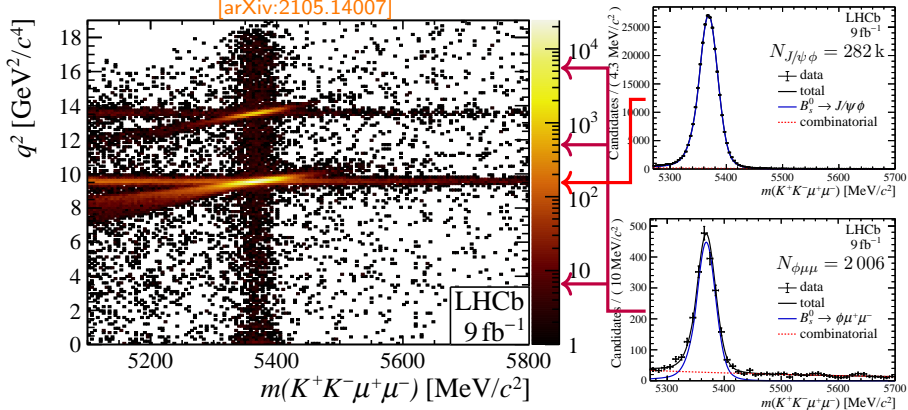 [arXiv:2105.14007]
q² [GeV²/c⁴]
18
16
14
12
10
8
6
4
2
0
5200
5400
5600
5800
m(K⁺K⁻μ⁺μ⁻) [MeV/c²]
LHCb
9 fb⁻¹
10⁴
10³
10²
10
1
Candidates / ( 4.3 MeV/c²)
25000
20000
15000
10000
5000
0
5300
5400
5500
5600
5700
m(K⁺K⁻μ⁺μ⁻) [MeV/c²]
LHCb
9 fb⁻¹
N_{J/ψ φ} = 282 k
data
total
B_s^0 → J/ψ φ
combinatorial
Candidates / ( 10 MeV/c²)
500
400
300
200
100
0
5300
5400
5500
5600
5700
m(K⁺K⁻μ⁺μ⁻) [MeV/c²]
LHCb
9 fb⁻¹
N_{φμμ} = 2 006
data
total
B_s^0 → φμ⁺μ⁻
combinatorial